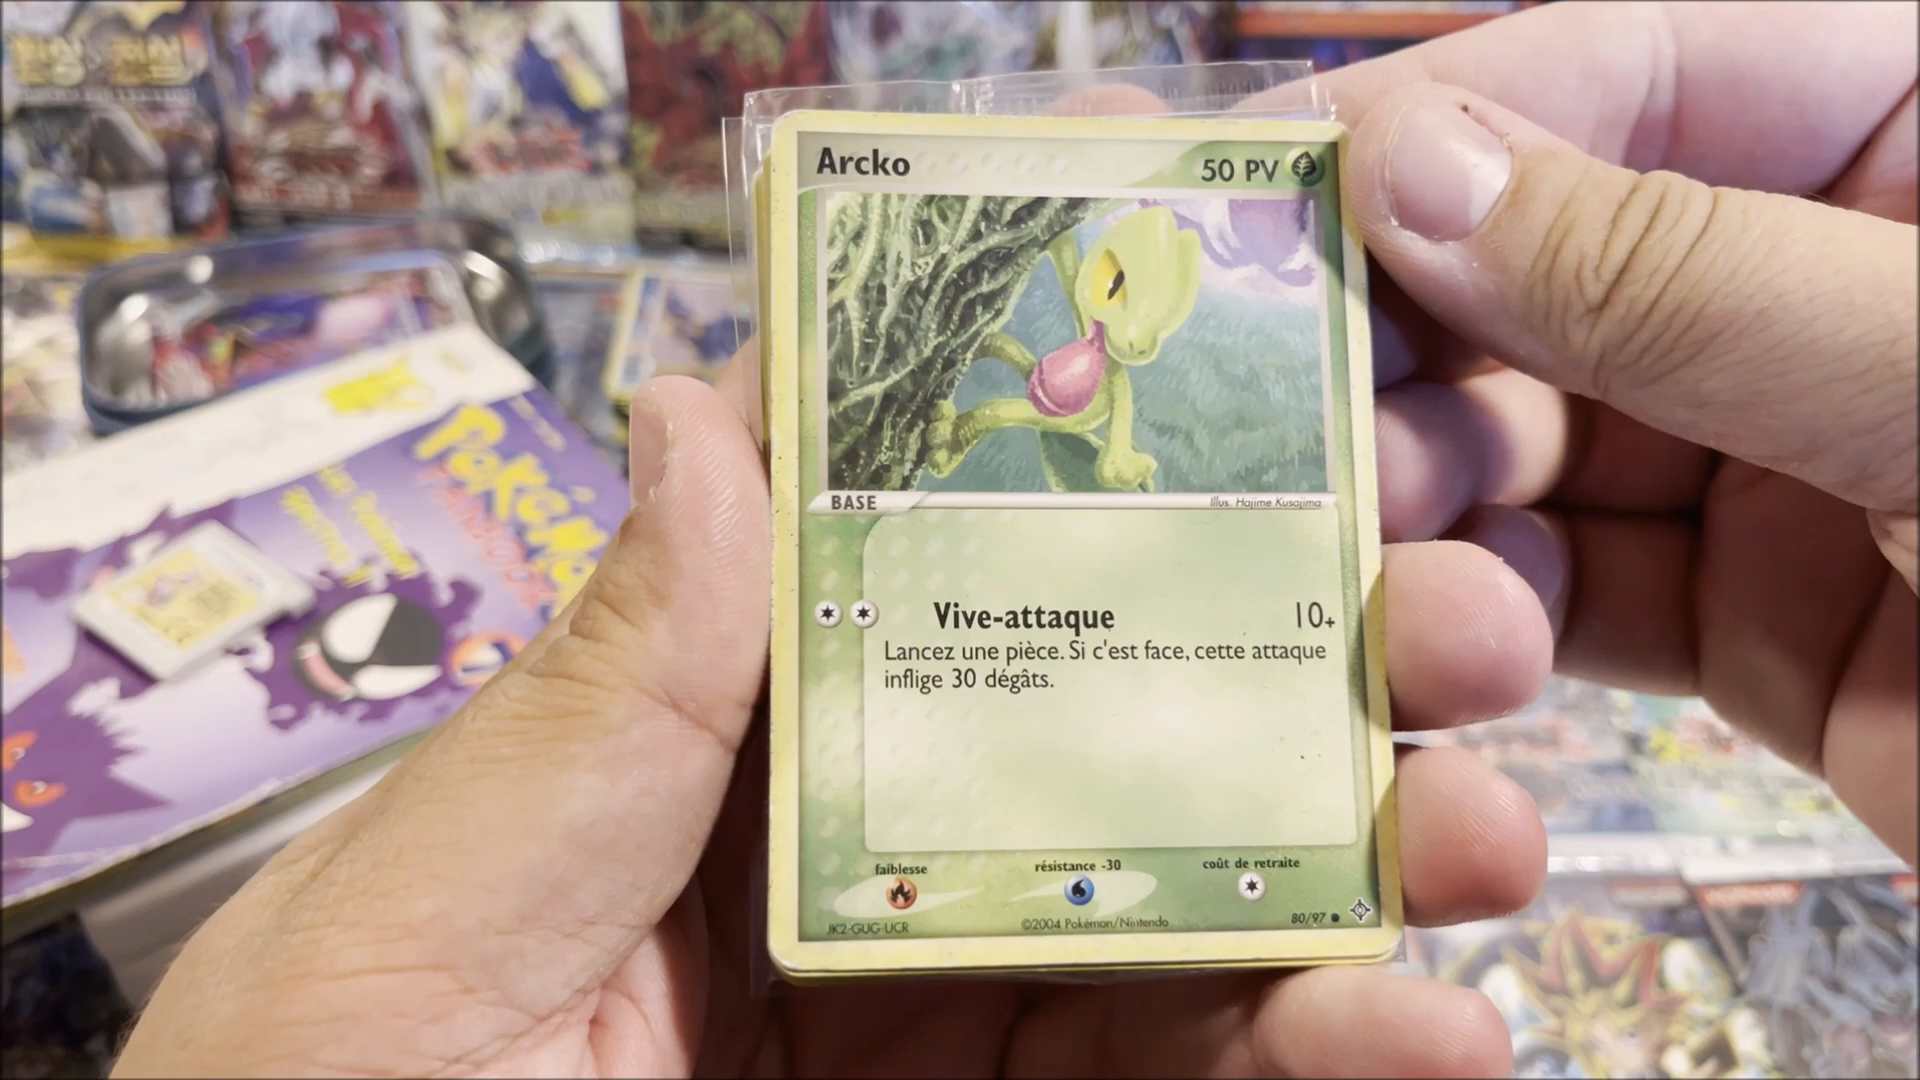 Arcko
50 PV
BASE
Illus. Hajime Kusajima
Vive-attaque 10+
Lancez une pièce. Si c'est face, cette attaque
inflige 30 dégâts.
faiblesse résistance -30 coût de retraite
JK2-GUG-UCR ©2004 Pokémon/Nintendo 80/97
Pokémon